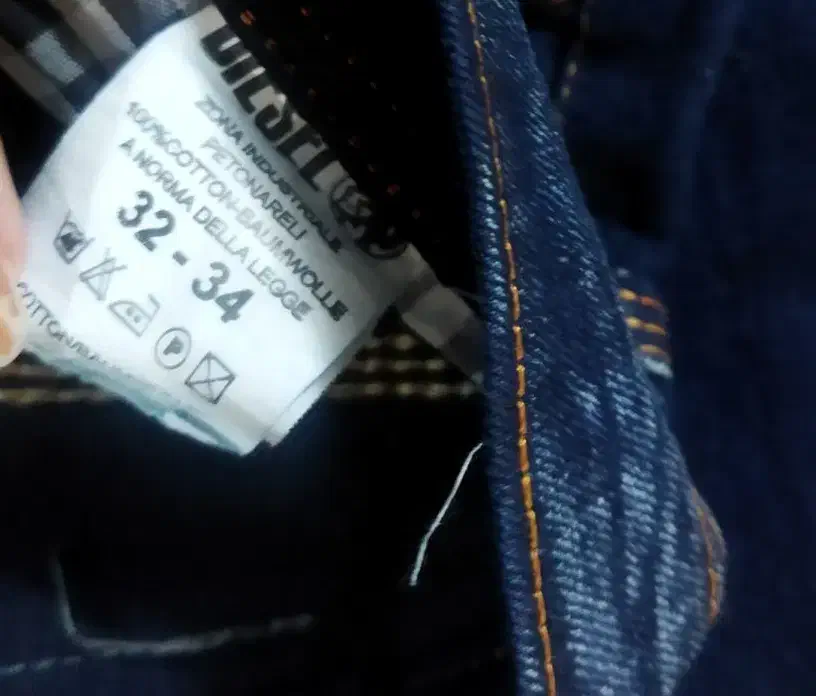 DIESEL
ZONA INDUSTRIALE
PETONARELI
100%COTTON-BAUMWOLLE
A NORMA DELLA LEGGE
32 - 34
P